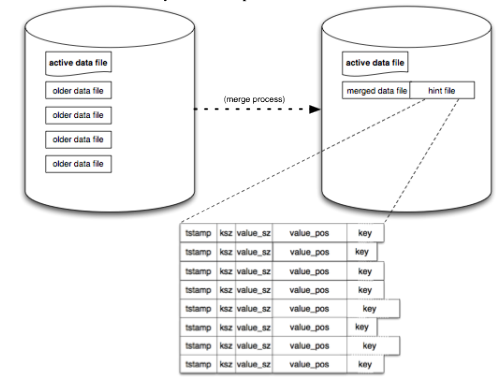 active data file
older data file
older data file
older data file
older data file
(merge process)
active data file
merged data file hint file
tstamp ksz value_sz value_pos key
tstamp ksz value_sz value_pos key
tstamp ksz value_sz value_pos key
tstamp ksz value_sz value_pos key
tstamp ksz value_sz value_pos key
tstamp ksz value_sz value_pos key
tstamp ksz value_sz value_pos key
tstamp ksz value_sz value_pos key